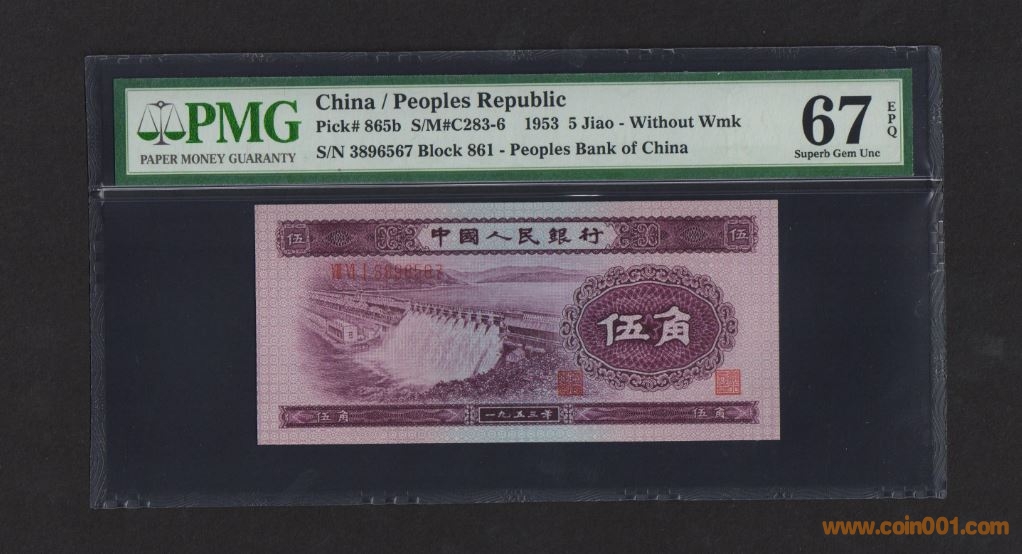 PMG
PAPER MONEY GUARANTY
China / Peoples Republic
Pick# 865b S/M#C283-6 1953 5 Jiao - Without Wmk
S/N 3896567 Block 861 - Peoples Bank of China
67 EPQ
Superb Gem Unc
伍 中國人民銀行 伍
伍角
伍角 一九五三年 伍角
www.coin001.com